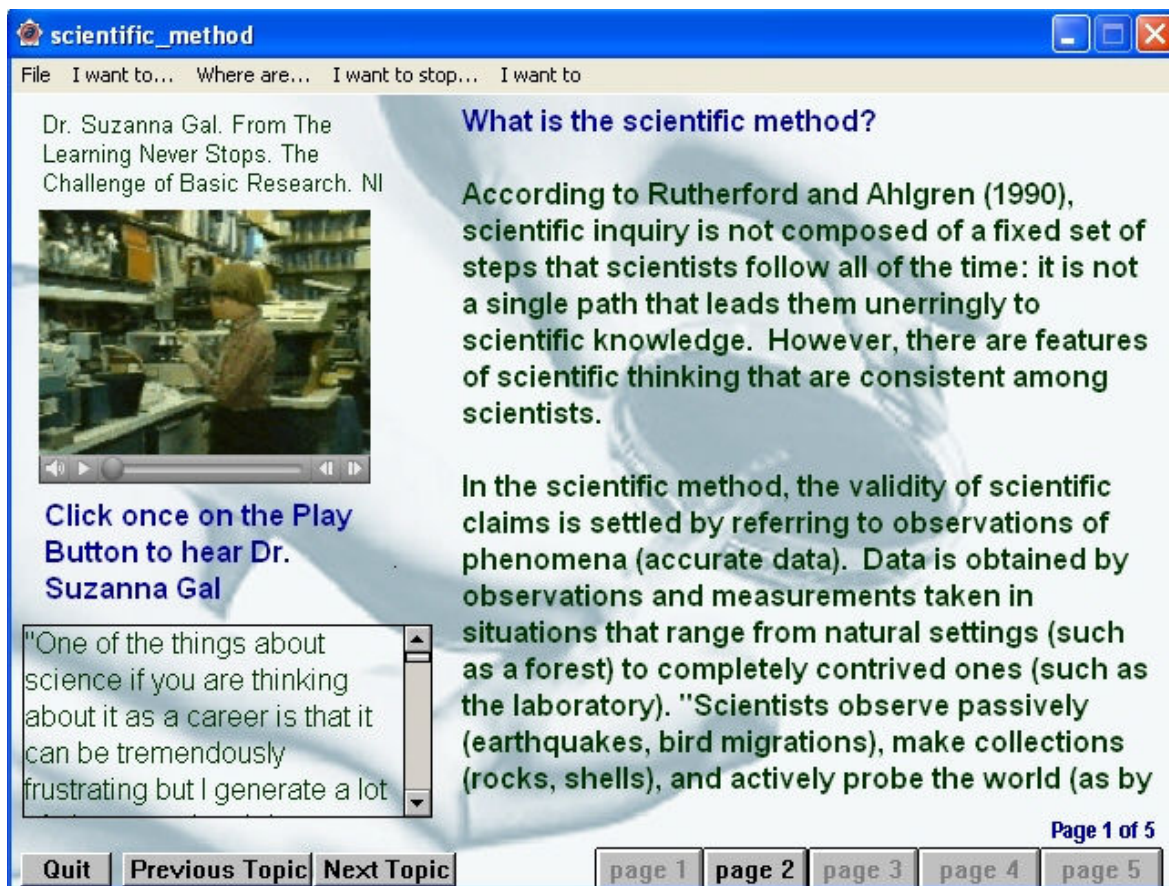 scientific_method
File I want to... Where are... I want to stop... I want to
Dr. Suzanna Gal. From The
Learning Never Stops. The
Challenge of Basic Research. NI
Click once on the Play
Button to hear Dr.
Suzanna Gal
"One of the things about
science if you are thinking
about it as a career is that it
can be tremendously
frustrating but I generate a lot
What is the scientific method?
According to Rutherford and Ahlgren (1990),
scientific inquiry is not composed of a fixed set of
steps that scientists follow all of the time: it is not
a single path that leads them unerringly to
scientific knowledge. However, there are features
of scientific thinking that are consistent among
scientists.
In the scientific method, the validity of scientific
claims is settled by referring to observations of
phenomena (accurate data). Data is obtained by
observations and measurements taken in
situations that range from natural settings (such
as a forest) to completely contrived ones (such as
the laboratory). "Scientists observe passively
(earthquakes, bird migrations), make collections
(rocks, shells), and actively probe the world (as by
Page 1 of 5
Quit Previous Topic Next Topic page 1 page 2 page 3 page 4 page 5